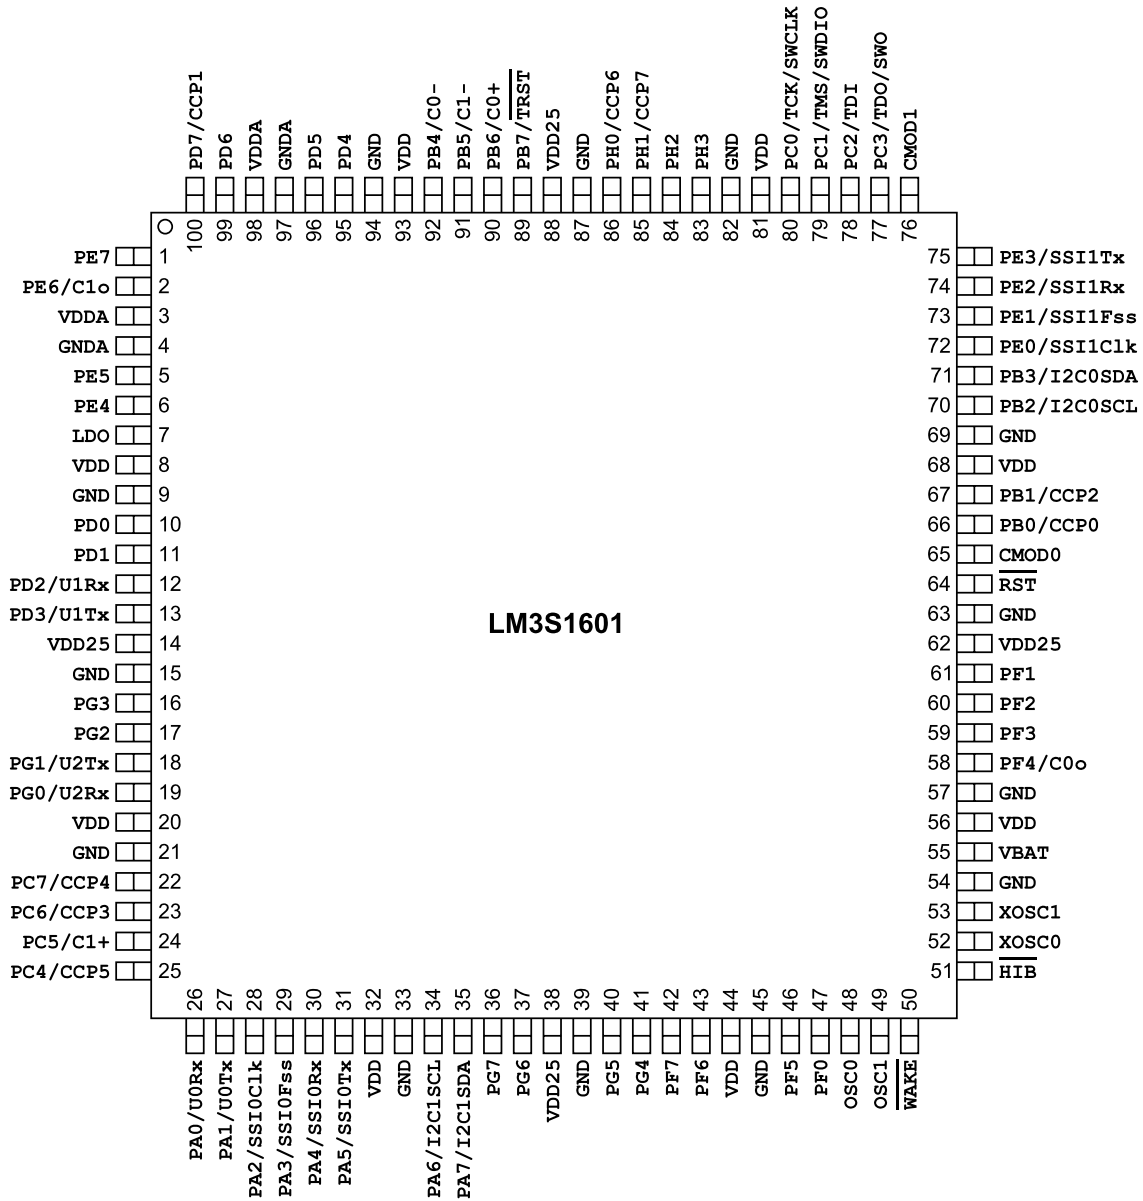 PD7/CCP1
PD6
VDDA
GNDA
PD5
PD4
GND
VDD
PB4/C0-
PB5/C1-
PB6/C0+
PB7/TRST
VDD25
GND
PH0/CCP6
PH1/CCP7
PH2
PH3
GND
VDD
PC0/TCK/SWCLK
PC1/TMS/SWDIO
PC2/TDI
PC3/TDO/SWO
CMOD1
100
99
98
97
96
95
94
93
92
91
90
89
88
87
86
85
84
83
82
81
80
79
78
77
76
PE7 1
PE6/C1o 2
VDDA 3
GNDA 4
PE5 5
PE4 6
LDO 7
VDD 8
GND 9
PD0 10
PD1 11
PD2/U1Rx 12
PD3/U1Tx 13
VDD25 14
GND 15
PG3 16
PG2 17
PG1/U2Tx 18
PG0/U2Rx 19
VDD 20
GND 21
PC7/CCP4 22
PC6/CCP3 23
PC5/C1+ 24
PC4/CCP5 25
LM3S1601
75 PE3/SSI1Tx
74 PE2/SSI1Rx
73 PE1/SSI1Fss
72 PE0/SSI1Clk
71 PB3/I2C0SDA
70 PB2/I2C0SCL
69 GND
68 VDD
67 PB1/CCP2
66 PB0/CCP0
65 CMOD0
64 RST
63 GND
62 VDD25
61 PF1
60 PF2
59 PF3
58 PF4/C0o
57 GND
56 VDD
55 VBAT
54 GND
53 XOSC1
52 XOSC0
51 HIB
26
27
28
29
30
31
32
33
34
35
36
37
38
39
40
41
42
43
44
45
46
47
48
49
50
PA0/U0Rx
PA1/U0Tx
PA2/SSI0Clk
PA3/SSI0Fss
PA4/SSI0Rx
PA5/SSI0Tx
VDD
GND
PA6/I2C1SCL
PA7/I2C1SDA
PG7
PG6
VDD25
GND
PG5
PG4
PF7
PF6
VDD
GND
PF5
PF0
OSC0
OSC1
WAKE